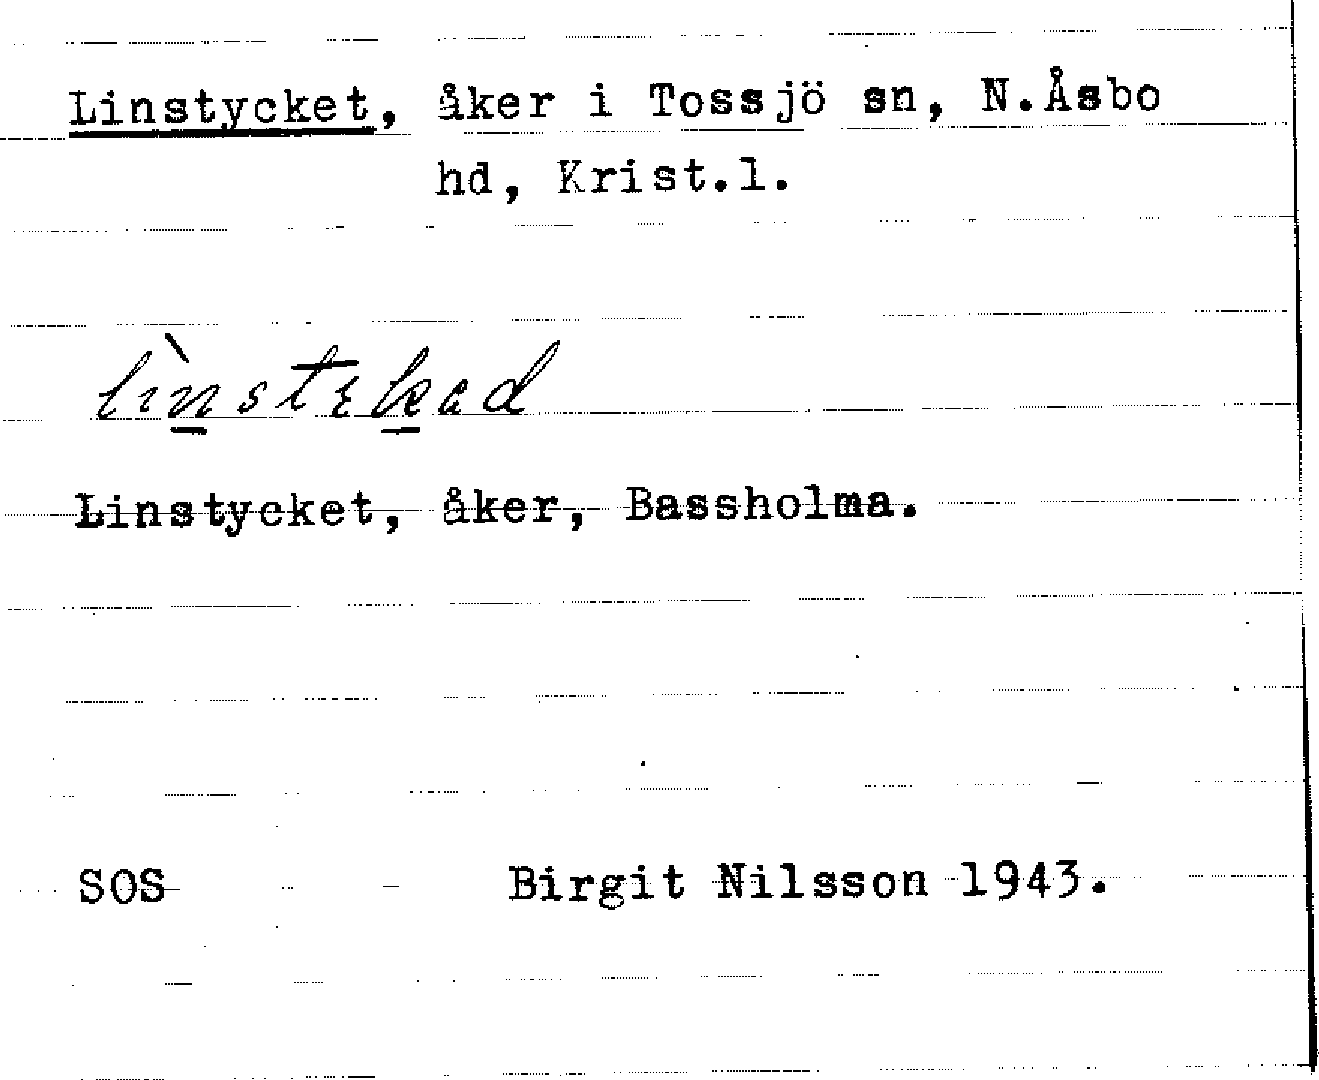 Linstycket, åker i Tossjö sn, N.Åsbo
hd, Krist.l.
Linstycket, åker, Bassholma.
SOS Birgit Nilsson 1943.